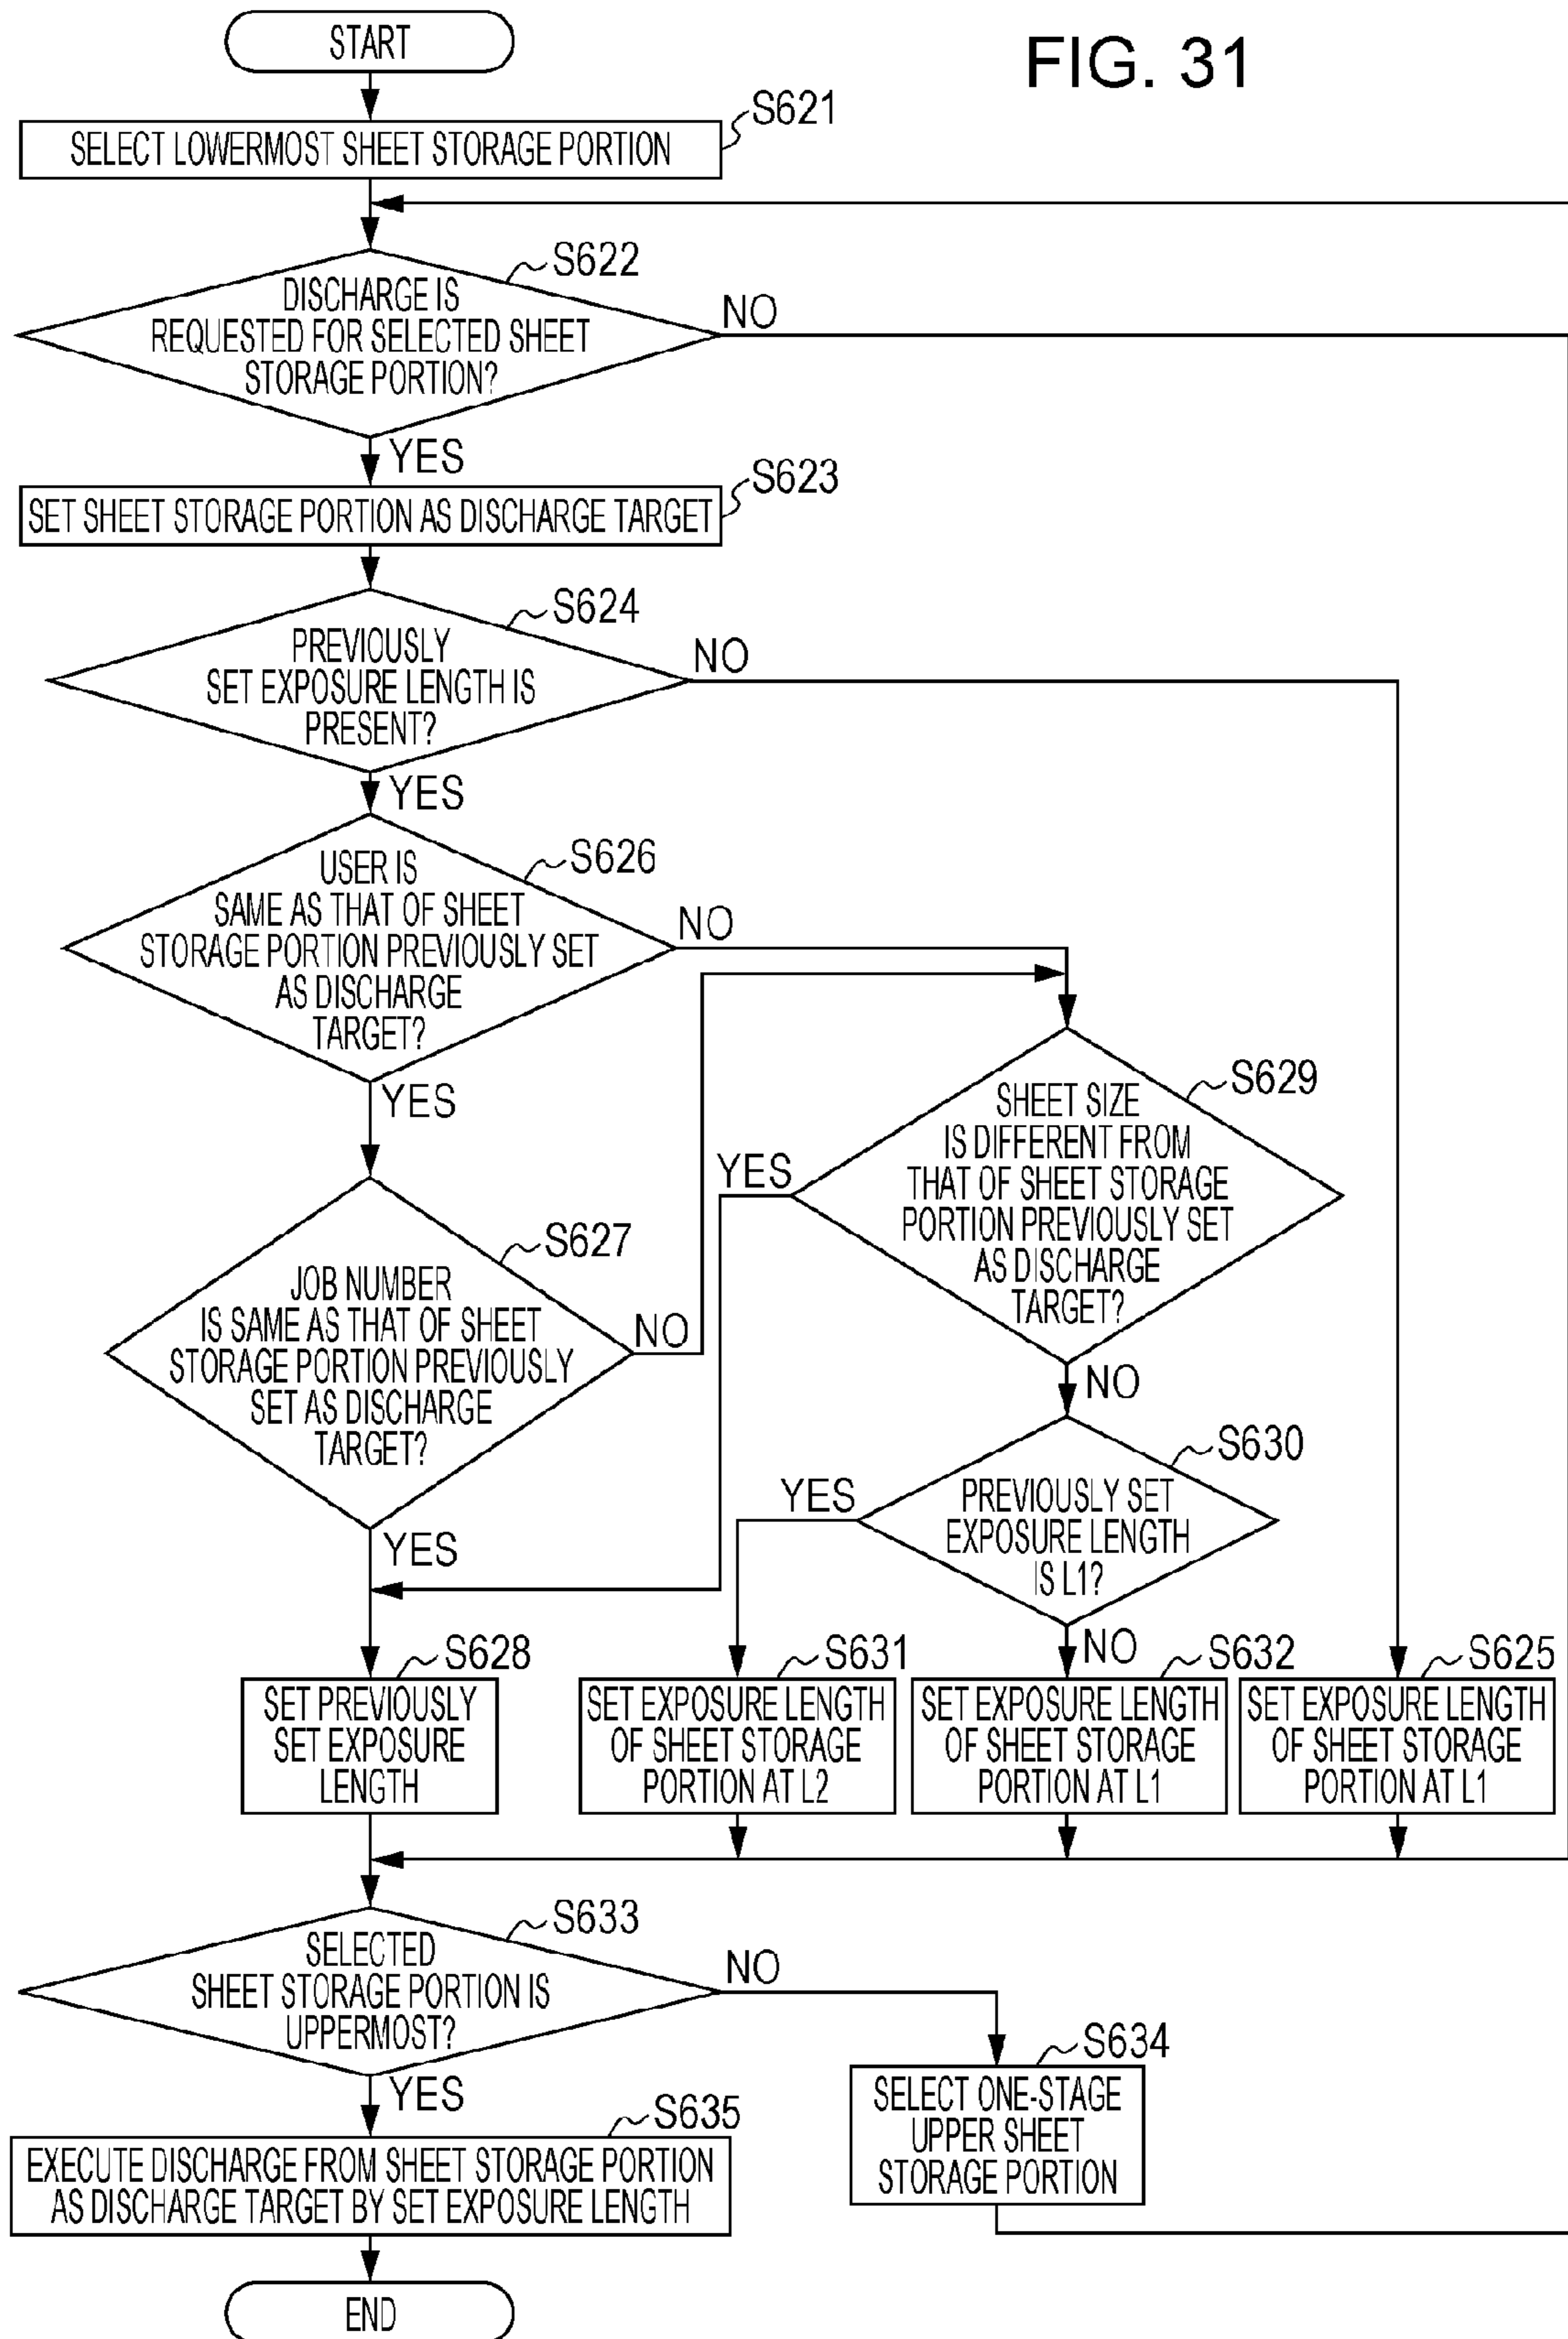 START
FIG. 31
S621
SELECT LOWERMOST SHEET STORAGE PORTION
S622
DISCHARGE IS
REQUESTED FOR SELECTED SHEET
STORAGE PORTION?
NO
YES
S623
SET SHEET STORAGE PORTION AS DISCHARGE TARGET
S624
PREVIOUSLY
SET EXPOSURE LENGTH IS
PRESENT?
NO
YES
S626
USER IS
SAME AS THAT OF SHEET
STORAGE PORTION PREVIOUSLY SET
AS DISCHARGE
TARGET?
NO
YES
S629
SHEET SIZE
IS DIFFERENT FROM
THAT OF SHEET STORAGE
PORTION PREVIOUSLY SET
AS DISCHARGE
TARGET?
YES
NO
S627
JOB NUMBER
IS SAME AS THAT OF SHEET
STORAGE PORTION PREVIOUSLY
SET AS DISCHARGE
TARGET?
NO
YES
S630
PREVIOUSLY SET
EXPOSURE LENGTH
IS L1?
YES
NO
S628
SET PREVIOUSLY
SET EXPOSURE
LENGTH
S631
SET EXPOSURE LENGTH
OF SHEET STORAGE
PORTION AT L2
S632
SET EXPOSURE LENGTH
OF SHEET STORAGE
PORTION AT L1
S625
SET EXPOSURE LENGTH
OF SHEET STORAGE
PORTION AT L1
S633
SELECTED
SHEET STORAGE PORTION IS
UPPERMOST?
NO
YES
S634
SELECT ONE-STAGE
UPPER SHEET
STORAGE PORTION
S635
EXECUTE DISCHARGE FROM SHEET STORAGE PORTION
AS DISCHARGE TARGET BY SET EXPOSURE LENGTH
END